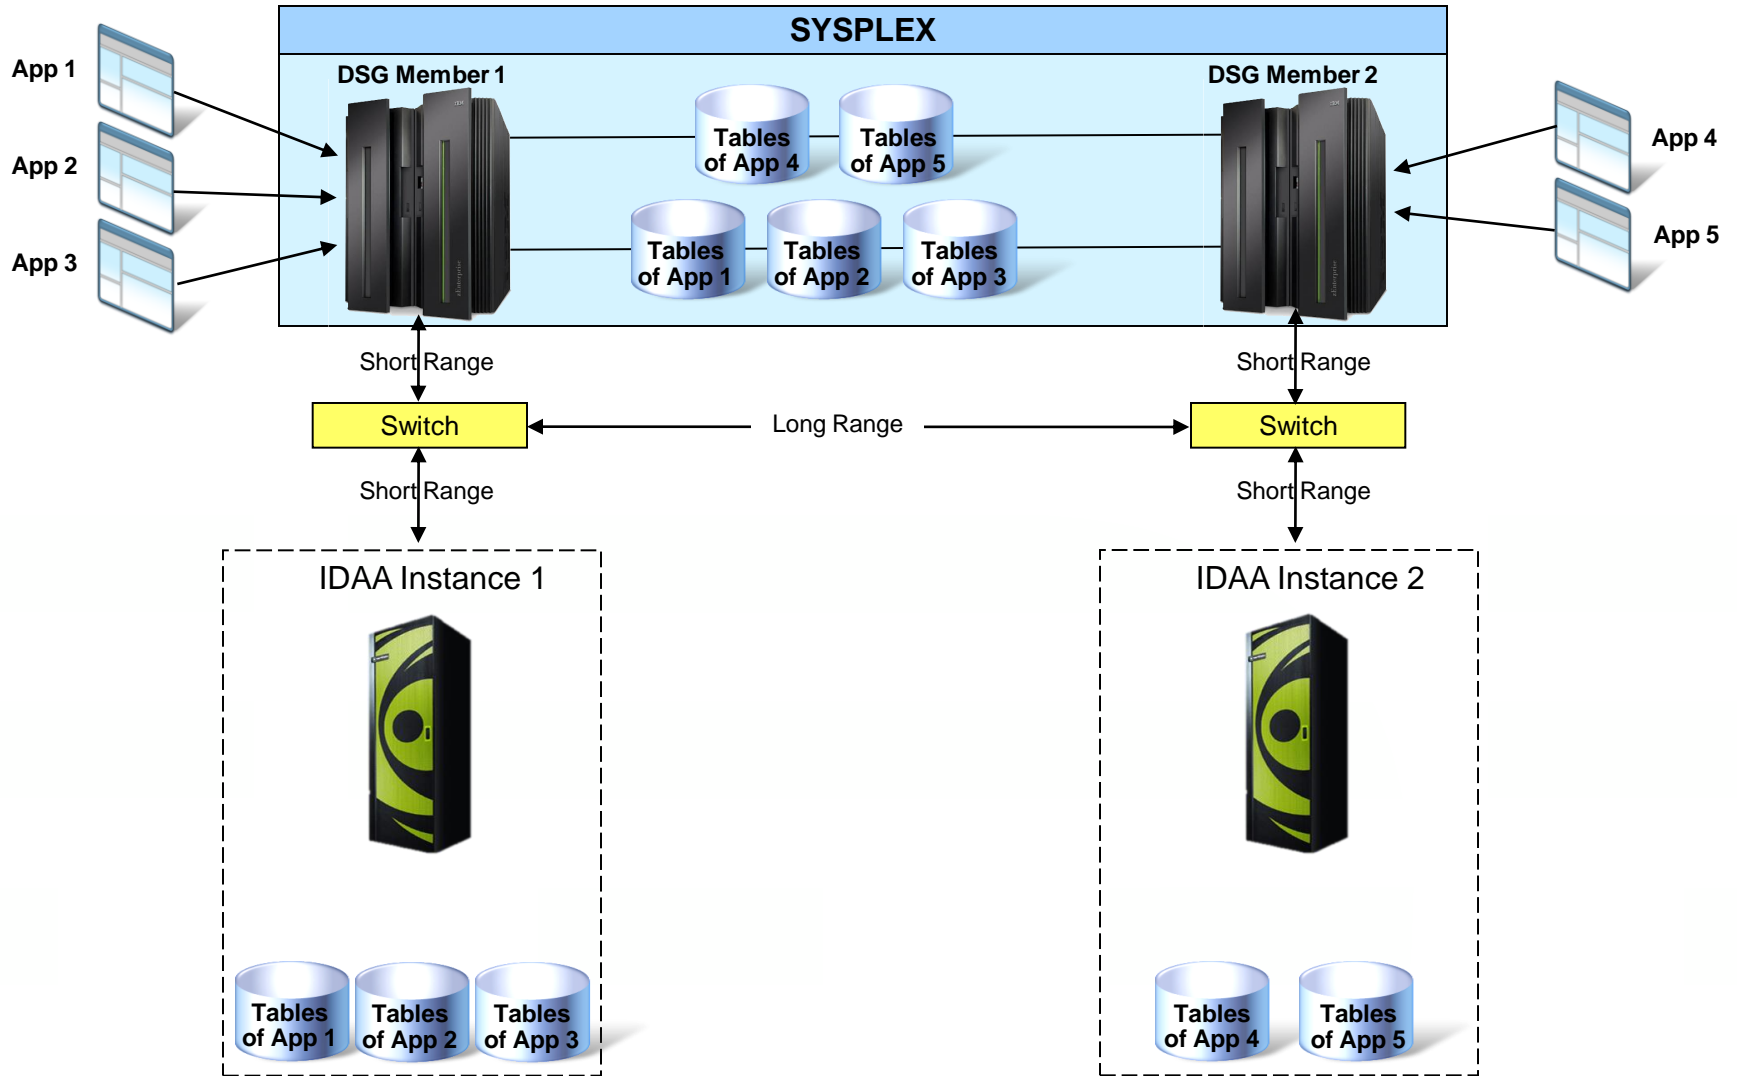 SYSPLEX
App 1
App 2
App 3
DSG Member 1
DSG Member 2
Tables
of App 4
Tables
of App 5
Tables
of App 1
Tables
of App 2
Tables
of App 3
App 4
App 5
Short Range
Short Range
Switch
Long Range
Switch
Short Range
Short Range
IDAA Instance 1
IDAA Instance 2
Tables
of App 1
Tables
of App 2
Tables
of App 3
Tables
of App 4
Tables
of App 5